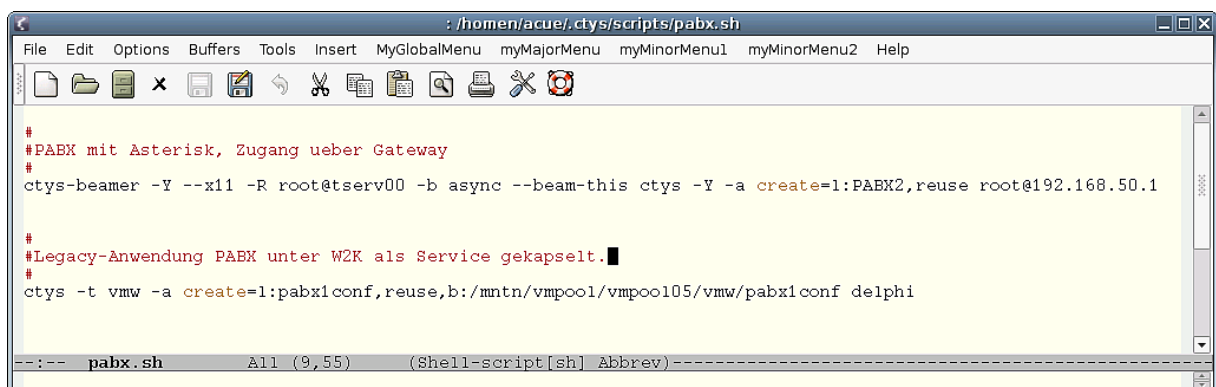 : /homen/acue/.ctys/scripts/pabx.sh
File Edit Options Buffers Tools Insert MyGlobalMenu myMajorMenu myMinorMenu1 myMinorMenu2 Help
#
#PABX mit Asterisk, Zugang ueber Gateway
#
ctys-beamer -Y --x11 -R root@tserv00 -b async --beam-this ctys -Y -a create=l:PABX2,reuse root@192.168.50.1
#
#Legacy-Anwendung PABX unter W2K als Service gekapselt.
#
ctys -t vmw -a create=l:pabx1conf,reuse,b:/mntn/vmpool/vmpool05/vmw/pabx1conf delphi
--:-- pabx.sh All (9,55) (Shell-script[sh] Abbrev)--------------------------------------------------